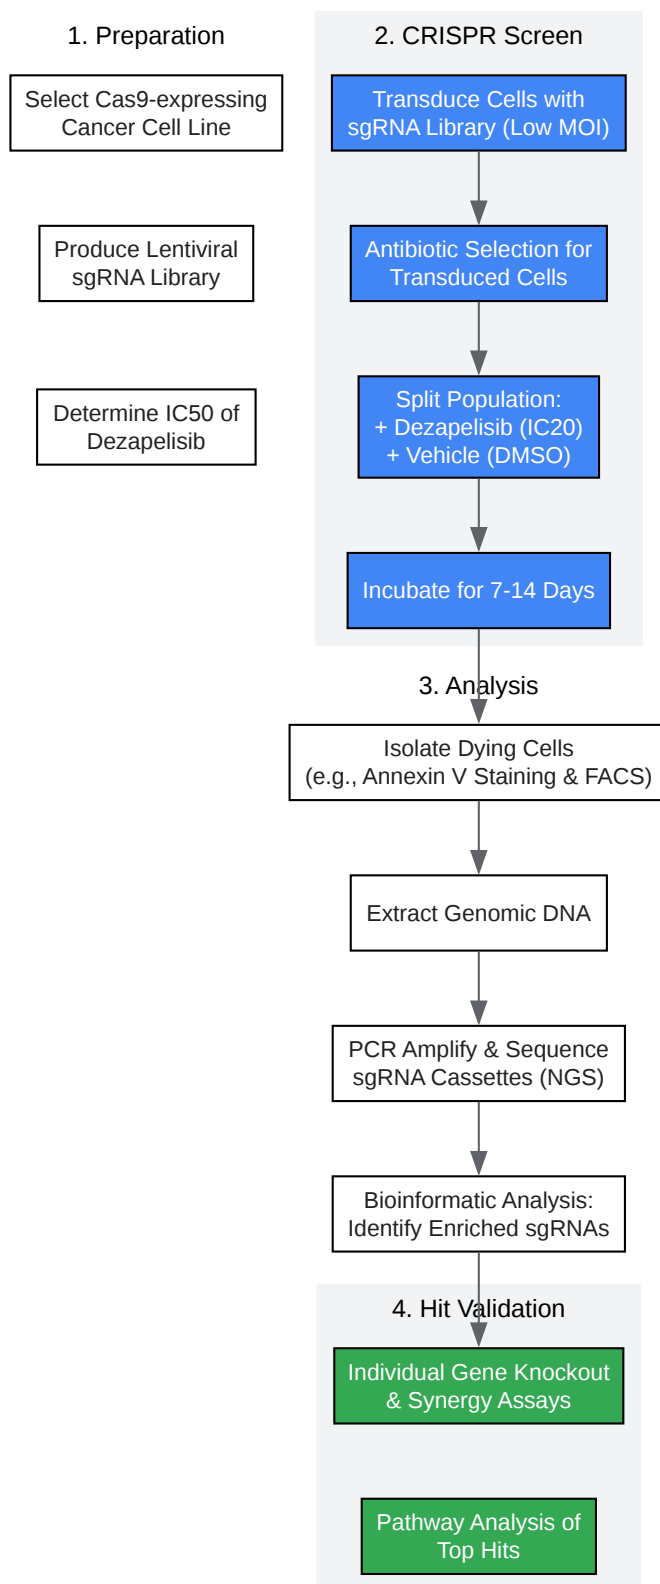 1. Preparation
Select Cas9-expressing
Cancer Cell Line
Produce Lentiviral
sgRNA Library
Determine IC50 of
Dezapelisib
2. CRISPR Screen
Transduce Cells with
sgRNA Library (Low MOI)
Antibiotic Selection for
Transduced Cells
Split Population:
+ Dezapelisib (IC20)
+ Vehicle (DMSO)
Incubate for 7-14 Days
3. Analysis
Isolate Dying Cells
(e.g., Annexin V Staining & FACS)
Extract Genomic DNA
PCR Amplify & Sequence
sgRNA Cassettes (NGS)
Bioinformatic Analysis:
Identify Enriched sgRNAs
4. Hit Validation
Individual Gene Knockout
& Synergy Assays
Pathway Analysis of
Top Hits